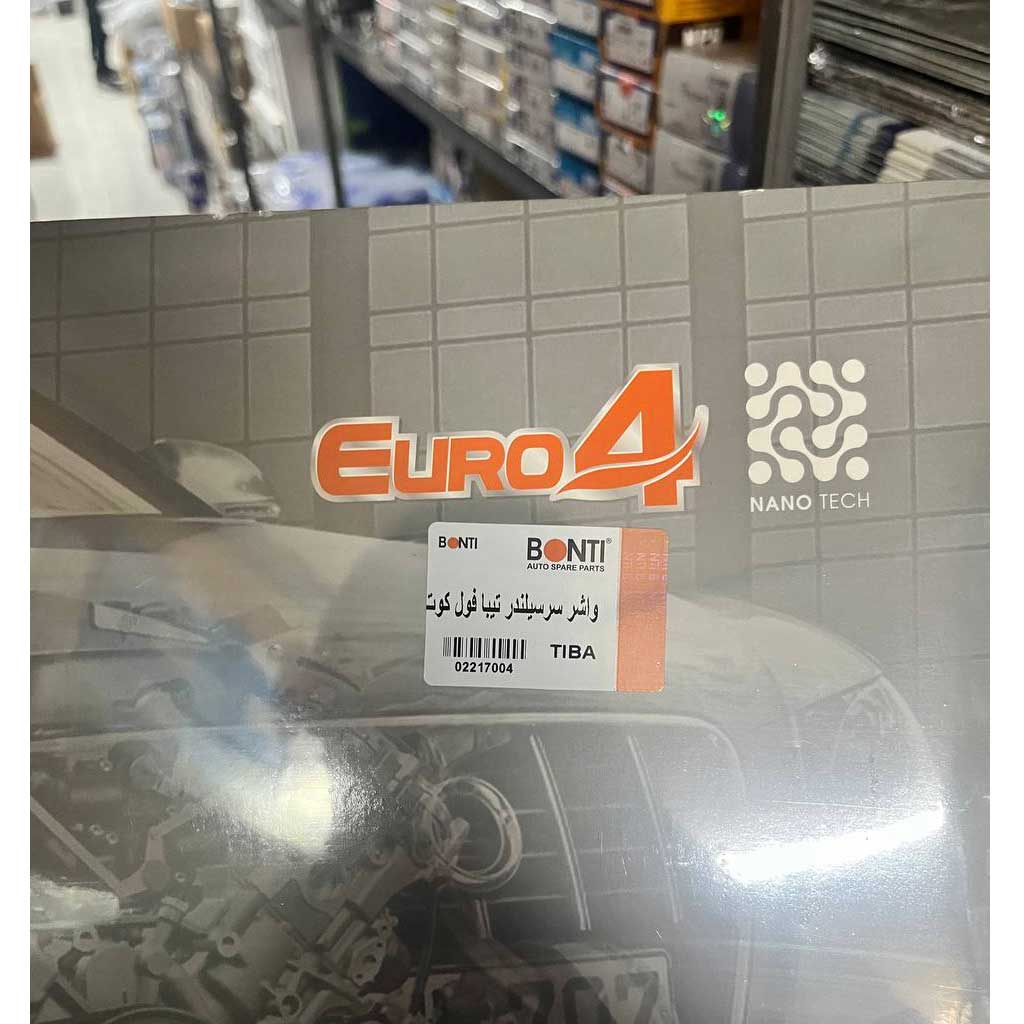 EURO4
NANO TECH
BONTI BONTI®
AUTO SPARE PARTS
واشر سرسیلندر تیبا فول کوت
TIBA
02217004